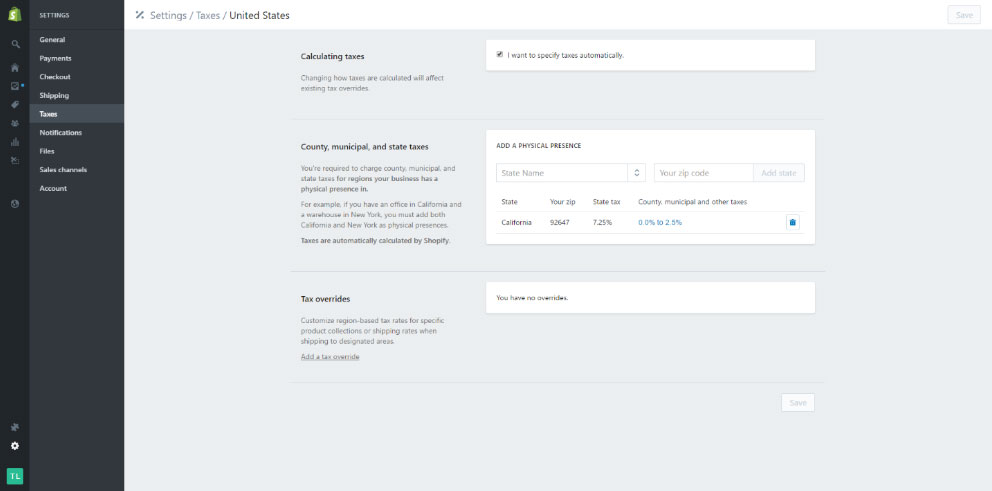 SETTINGS
General
Payments
Checkout
Shipping
Taxes
Notifications
Files
Sales channels
Account
TL
Settings / Taxes / United States
Save
Calculating taxes
Changing how taxes are calculated will affect
existing tax overrides.
I want to specify taxes automatically.
County, municipal, and state taxes
You're required to charge county, municipal, and
state taxes for regions your business has a
physical presence in.
For example, if you have an office in California and
a warehouse in New York, you must add both
California and New York as physical presences.
Taxes are automatically calculated by Shopify.
ADD A PHYSICAL PRESENCE
State Name Your zip code Add state
State Your zip State tax County, municipal and other taxes
California 92647 7.25% 0.0% to 2.5%
Tax overrides
Customize region-based tax rates for specific
product collections or shipping rates when
shipping to designated areas.
Add a tax override
You have no overrides.
Save